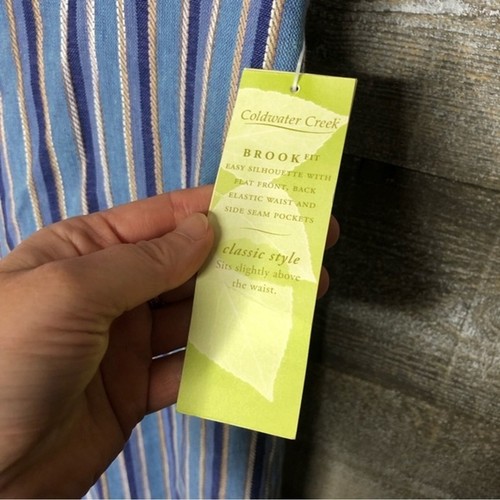 Coldwater Creek
BROOK FIT
EASY SILHOUETTE WITH
FLAT FRONT, BACK
ELASTIC WAIST AND
SIDE SEAM POCKETS
classic style
Sits slightly above
the waist.